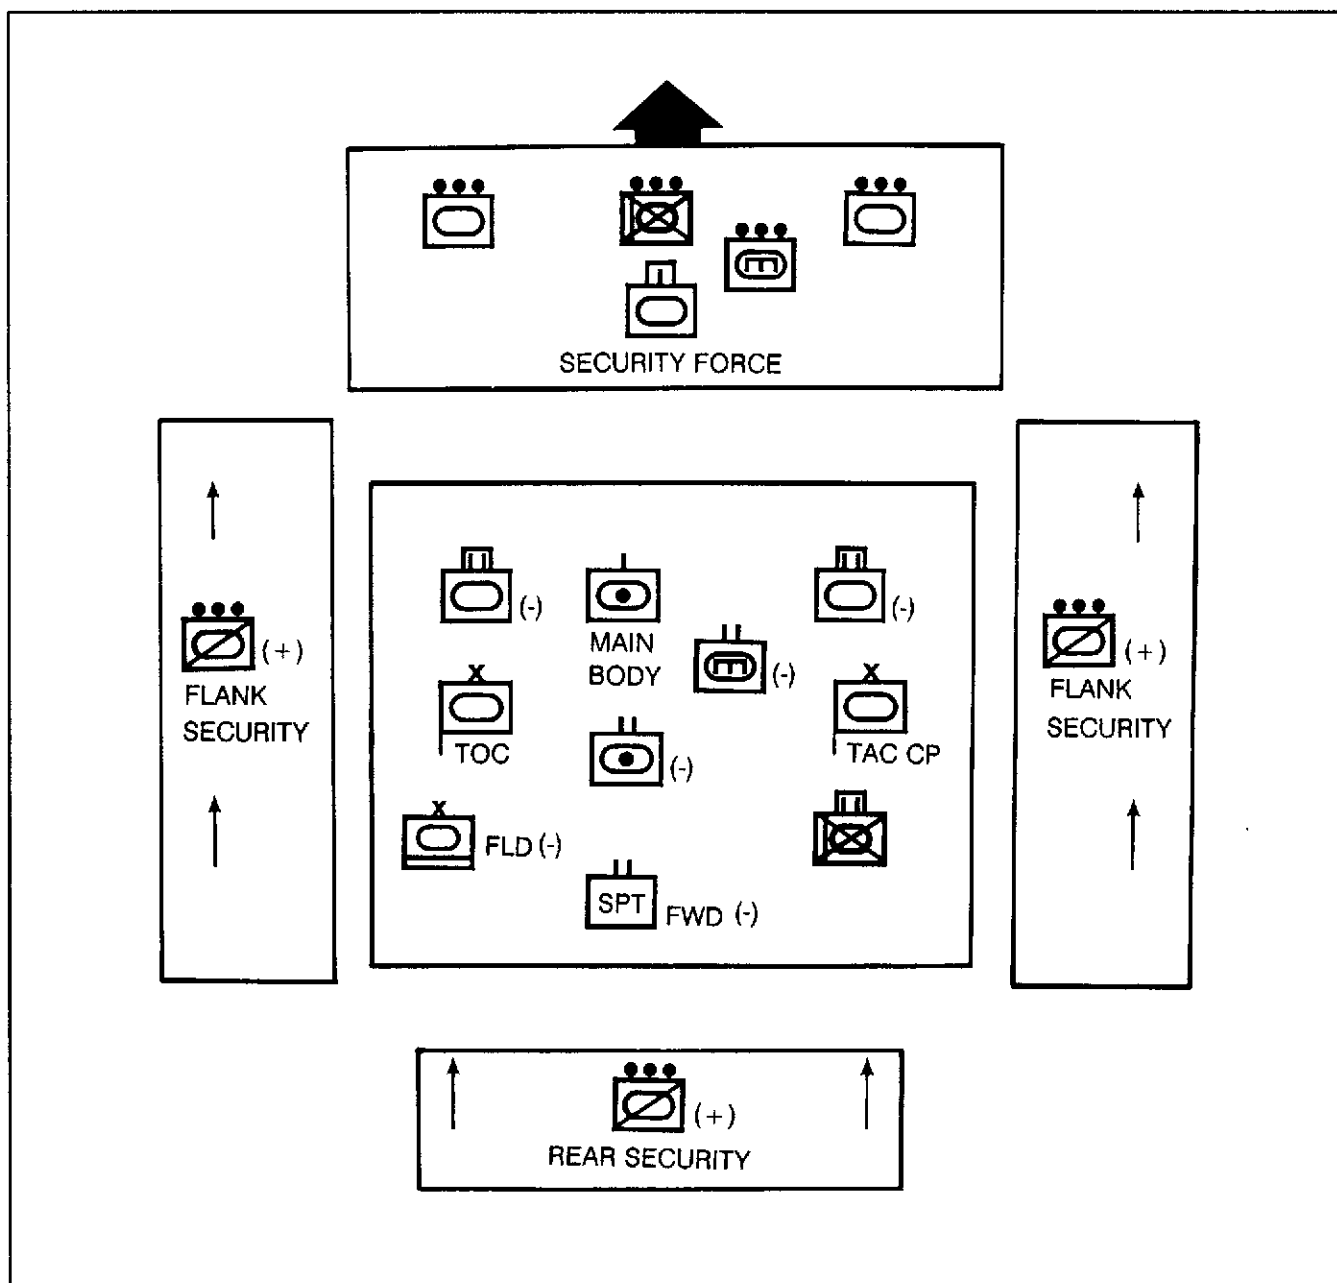 SECURITY FORCE
(-)
MAIN
BODY
(-)
(-)
X
TOC
X
TAC CP
(-)
X
FLD (-)
SPT
FWD (-)
(+)
FLANK
SECURITY
(+)
FLANK
SECURITY
(+)
REAR SECURITY